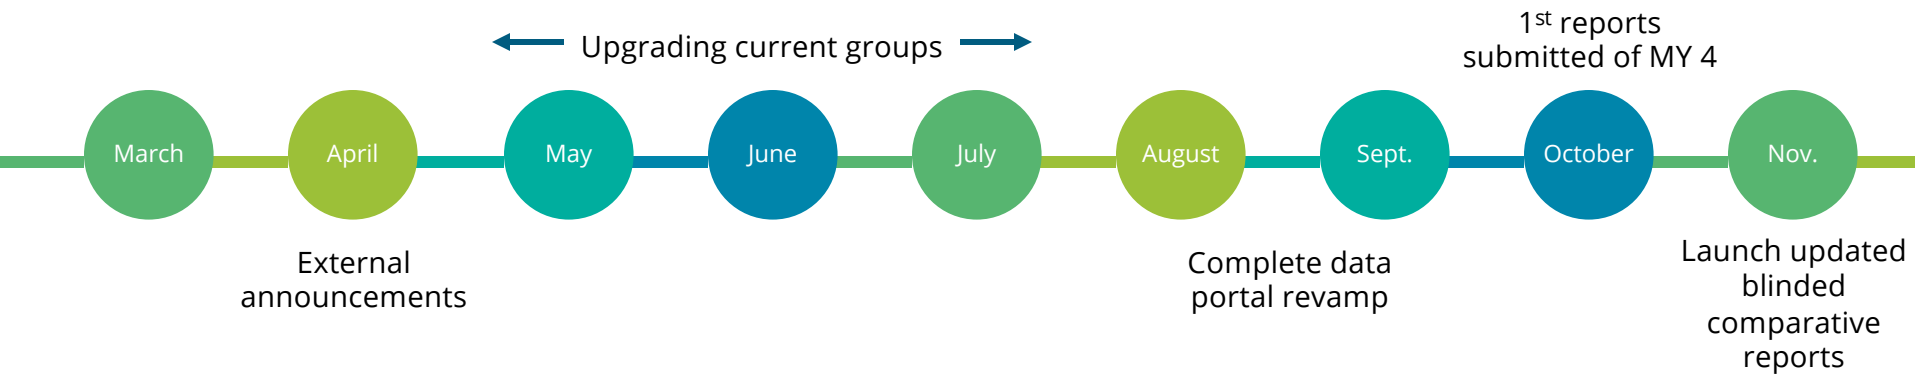 Upgrading current groups
1st reports
submitted of MY 4
March
April
May
June
July
August
Sept.
October
Nov.
External
announcements
Complete data
portal revamp
Launch updated
blinded
comparative
reports